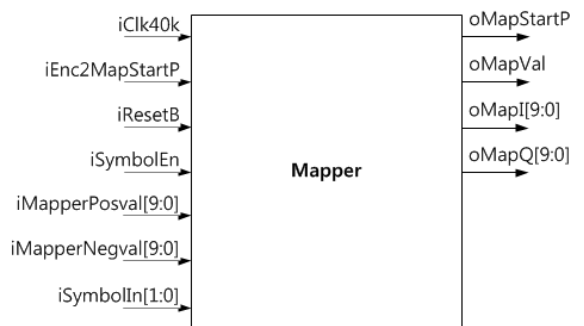 iClk40k
iEnc2MapStartP
iResetB
iSymbolEn
iMapperPosval[9:0]
iMapperNegval[9:0]
iSymbolIn[1:0]
Mapper
oMapStartP
oMapVal
oMapI[9:0]
oMapQ[9:0]